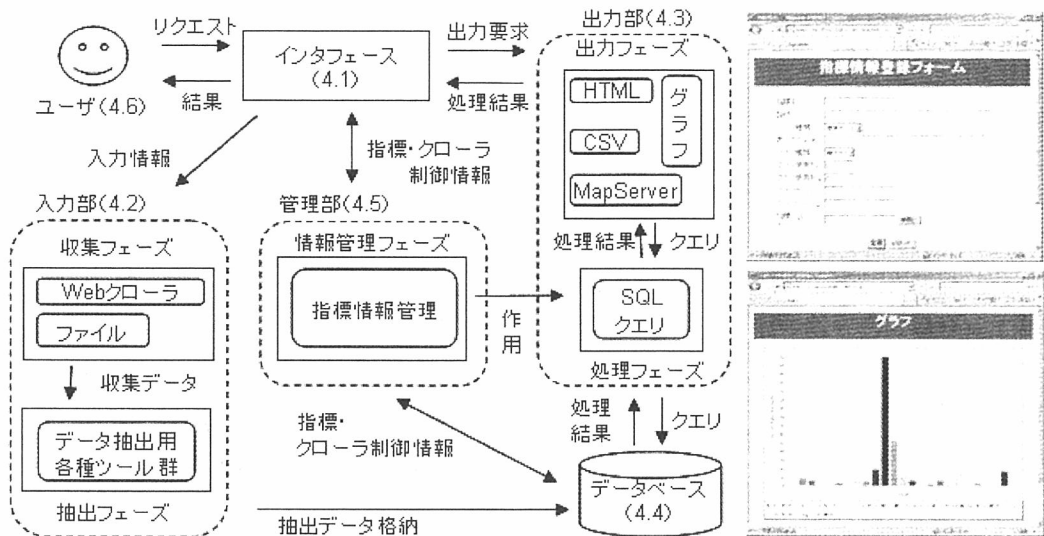 リクエスト
結果
ユーザ(4.6)
インタフェース
(4.1)
出力要求
処理結果
出力部(4.3)
出力フェーズ
HTML
グラフ
CSV
MapServer
処理結果
クエリ
SQL
クエリ
処理フェーズ
入力情報
指標・クローラ
制御情報
入力部(4.2)
収集フェーズ
Webクローラ
ファイル
収集データ
データ抽出用
各種ツール群
抽出フェーズ
管理部(4.5)
情報管理フェーズ
指標情報管理
作用
指標・
クローラ制御情報
処理
結果
クエリ
データベース
(4.4)
抽出データ格納
指標情報登録フォーム
グラフ